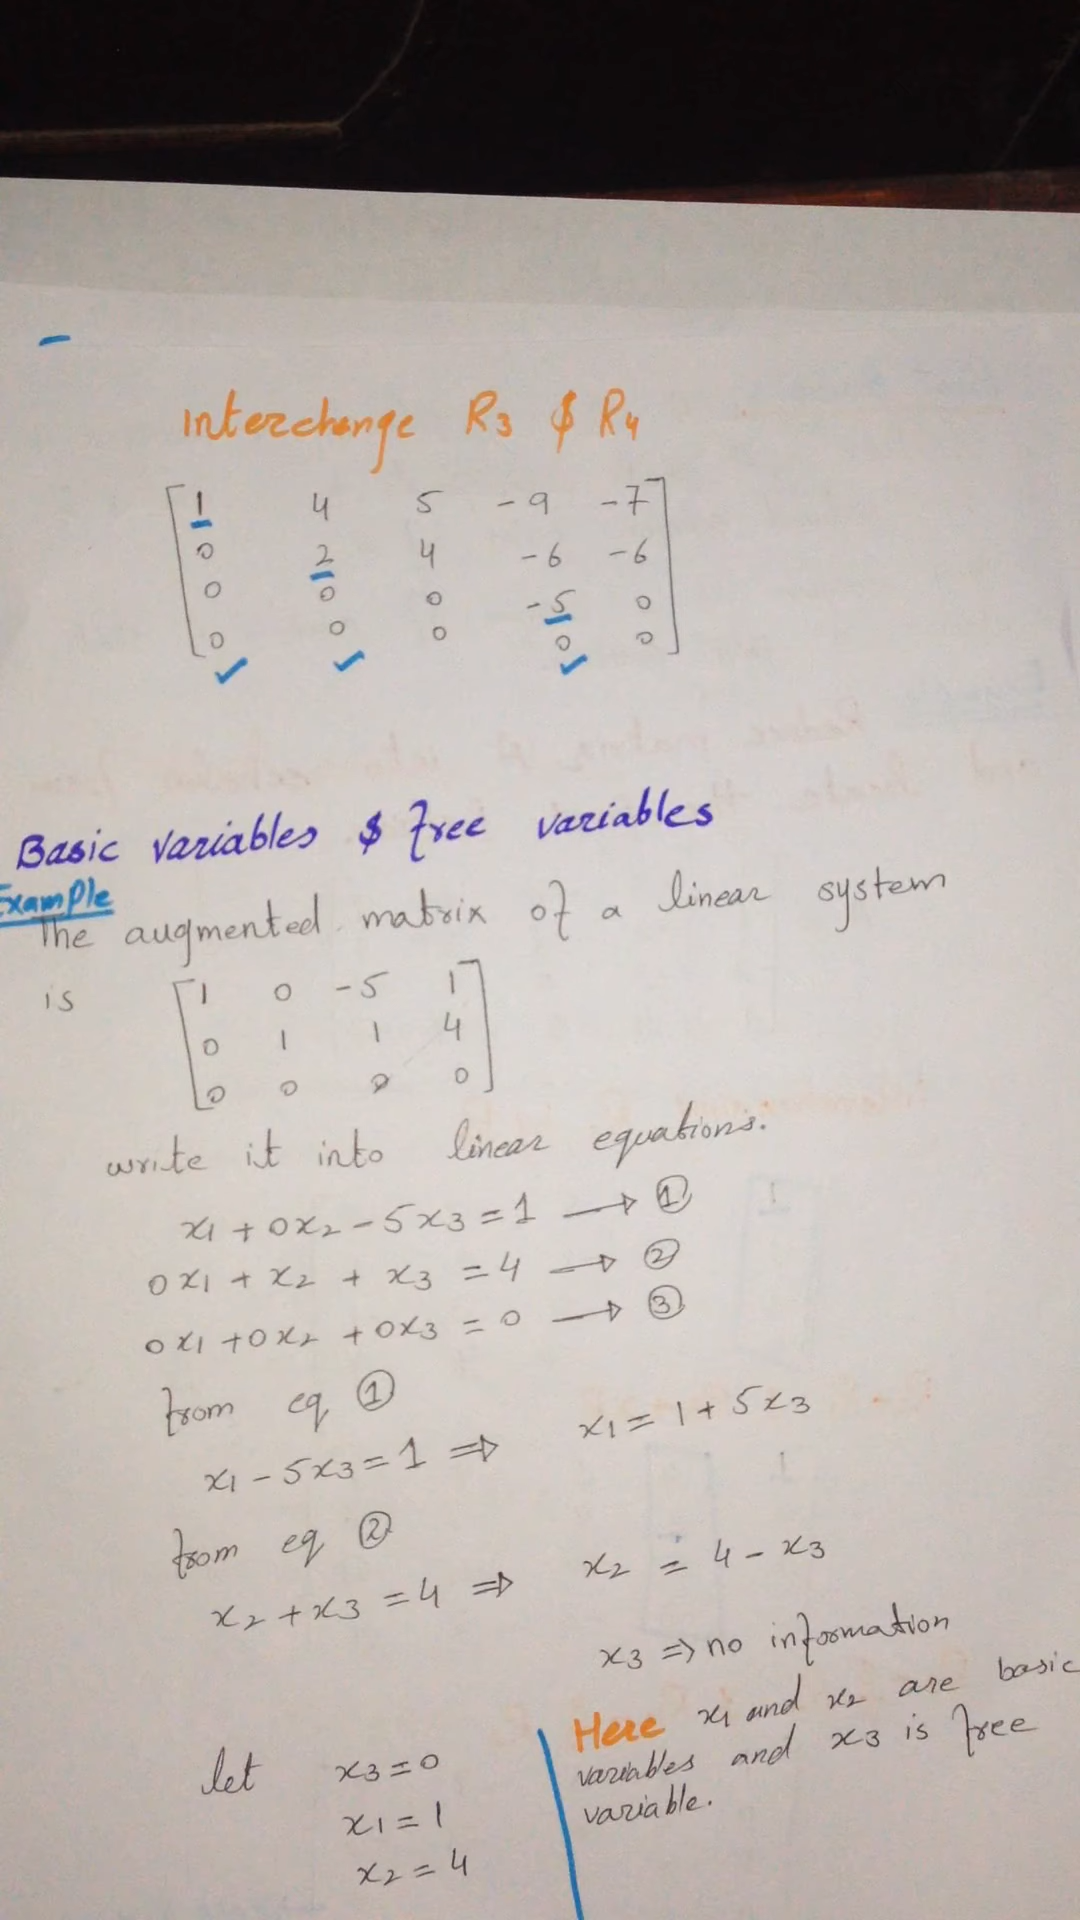 Interchange R3 $ R4
1 4 5 -9 -7
0 2 4 -6 -6
0 0 0 -5 0
0 0 0 0 0
Basic variables $ free variables
Example
The augmented matrix of a linear system
is
1 0 -5 1
0 1 1 4
0 0 0 0
write it into linear equations.
x1 + 0x2 - 5x3 = 1 → ①
0x1 + x2 + x3 = 4 → ②
0x1 + 0x2 + 0x3 = 0 → ③
from eq ①
x1 - 5x3 = 1 ⇒ x1 = 1 + 5x3
from eq ②
x2 + x3 = 4 ⇒ x2 = 4 - x3
x3 ⇒ no information
Here x1 and x2 are basic
variables and x3 is free
variable.
let x3 = 0
x1 = 1
x2 = 4